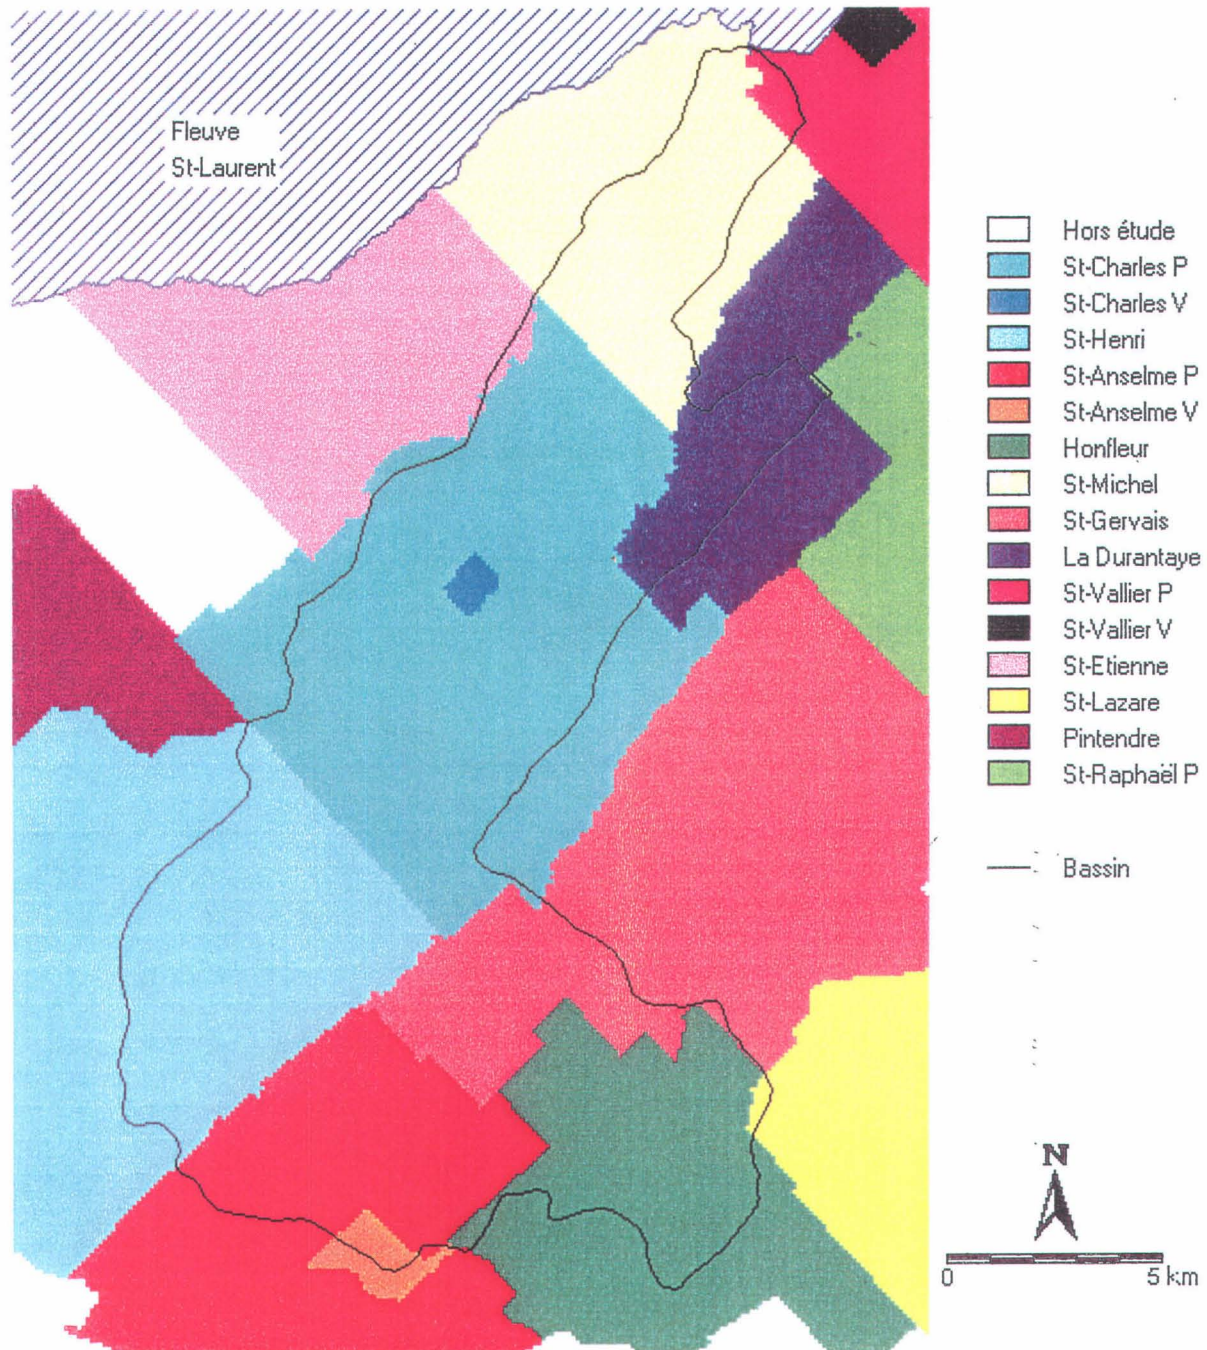 Fleuve
St-Laurent
Hors étude
St-Charles P
St-Charles V
St-Henri
St-Anselme P
St-Anselme V
Honfleur
St-Michel
St-Gervais
La Durantaye
St-Vallier P
St-Vallier V
St-Etienne
St-Lazare
Pintendre
St-Raphaël P
Bassin
N
0 5 km